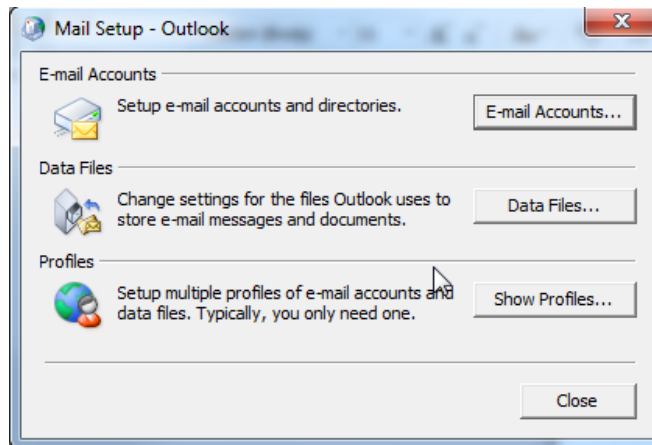 Mail Setup - Outlook
E-mail Accounts
Setup e-mail accounts and directories.
E-mail Accounts...
Data Files
Change settings for the files Outlook uses to
store e-mail messages and documents.
Data Files...
Profiles
Setup multiple profiles of e-mail accounts and
data files. Typically, you only need one.
Show Profiles...
Close